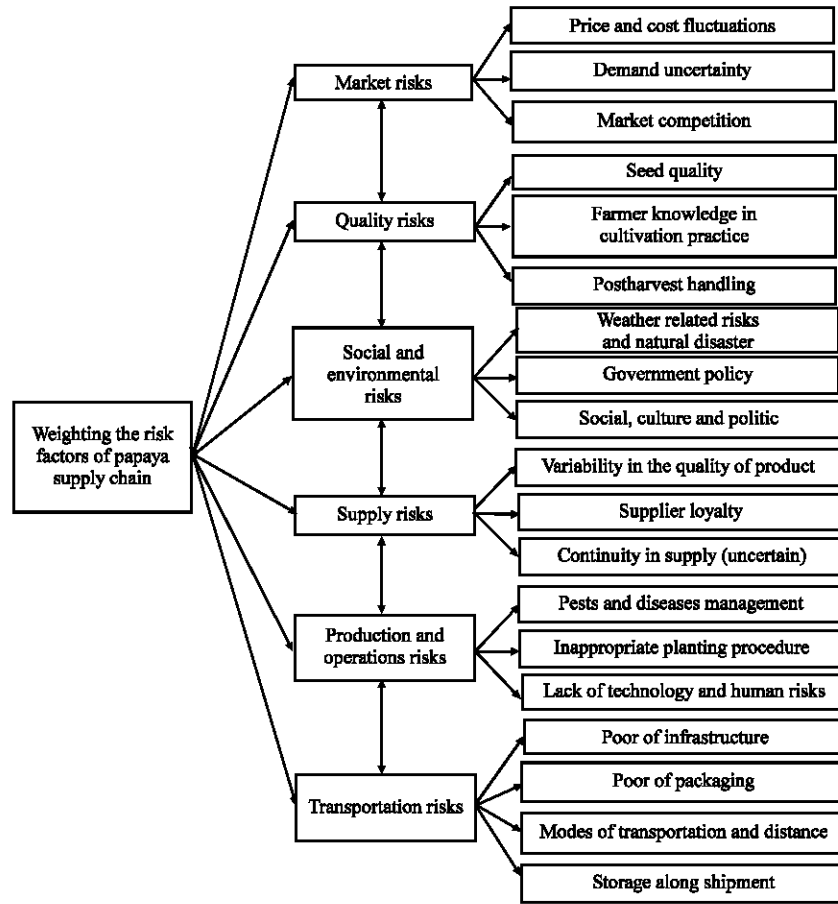 Price and cost fluctuations
Market risks
Demand uncertainty
Market competition
Seed quality
Quality risks
Farmer knowledge in
cultivation practice
Postharvest handling
Weather related risks
and natural disaster
Social and
environmental
risks
Government policy
Social, culture and politic
Weighting the risk
factors of papaya
supply chain
Variability in the quality of product
Supply risks
Supplier loyalty
Continuity in supply (uncertain)
Pests and diseases management
Production and
operations risks
Inappropriate planting procedure
Lack of technology and human risks
Poor of infrastructure
Transportation risks
Poor of packaging
Modes of transportation and distance
Storage along shipment